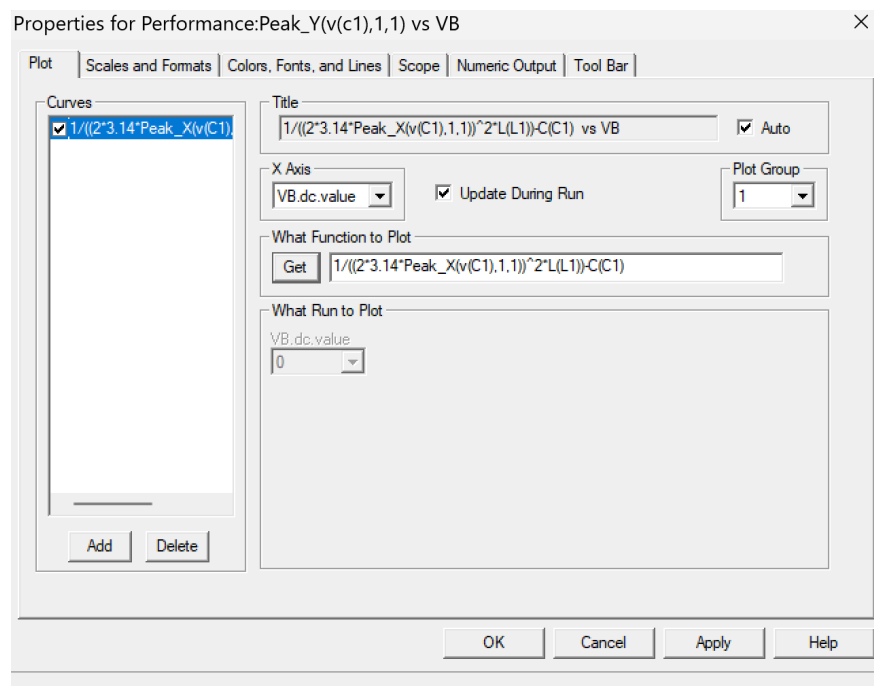 Properties for Performance:Peak_Y(v(c1),1,1) vs VB
Plot
Scales and Formats
Colors, Fonts, and Lines
Scope
Numeric Output
Tool Bar
Curves
1/((2*3.14*Peak_X(v(C1),
Add
Delete
Title
1/((2*3.14*Peak_X(v(C1),1,1))^2*L(L1))-C(C1) vs VB
Auto
X Axis
VB.dc.value
Update During Run
Plot Group
1
What Function to Plot
Get
1/((2*3.14*Peak_X(v(C1),1,1))^2*L(L1))-C(C1)
What Run to Plot
VB.dc.value
0
OK
Cancel
Apply
Help